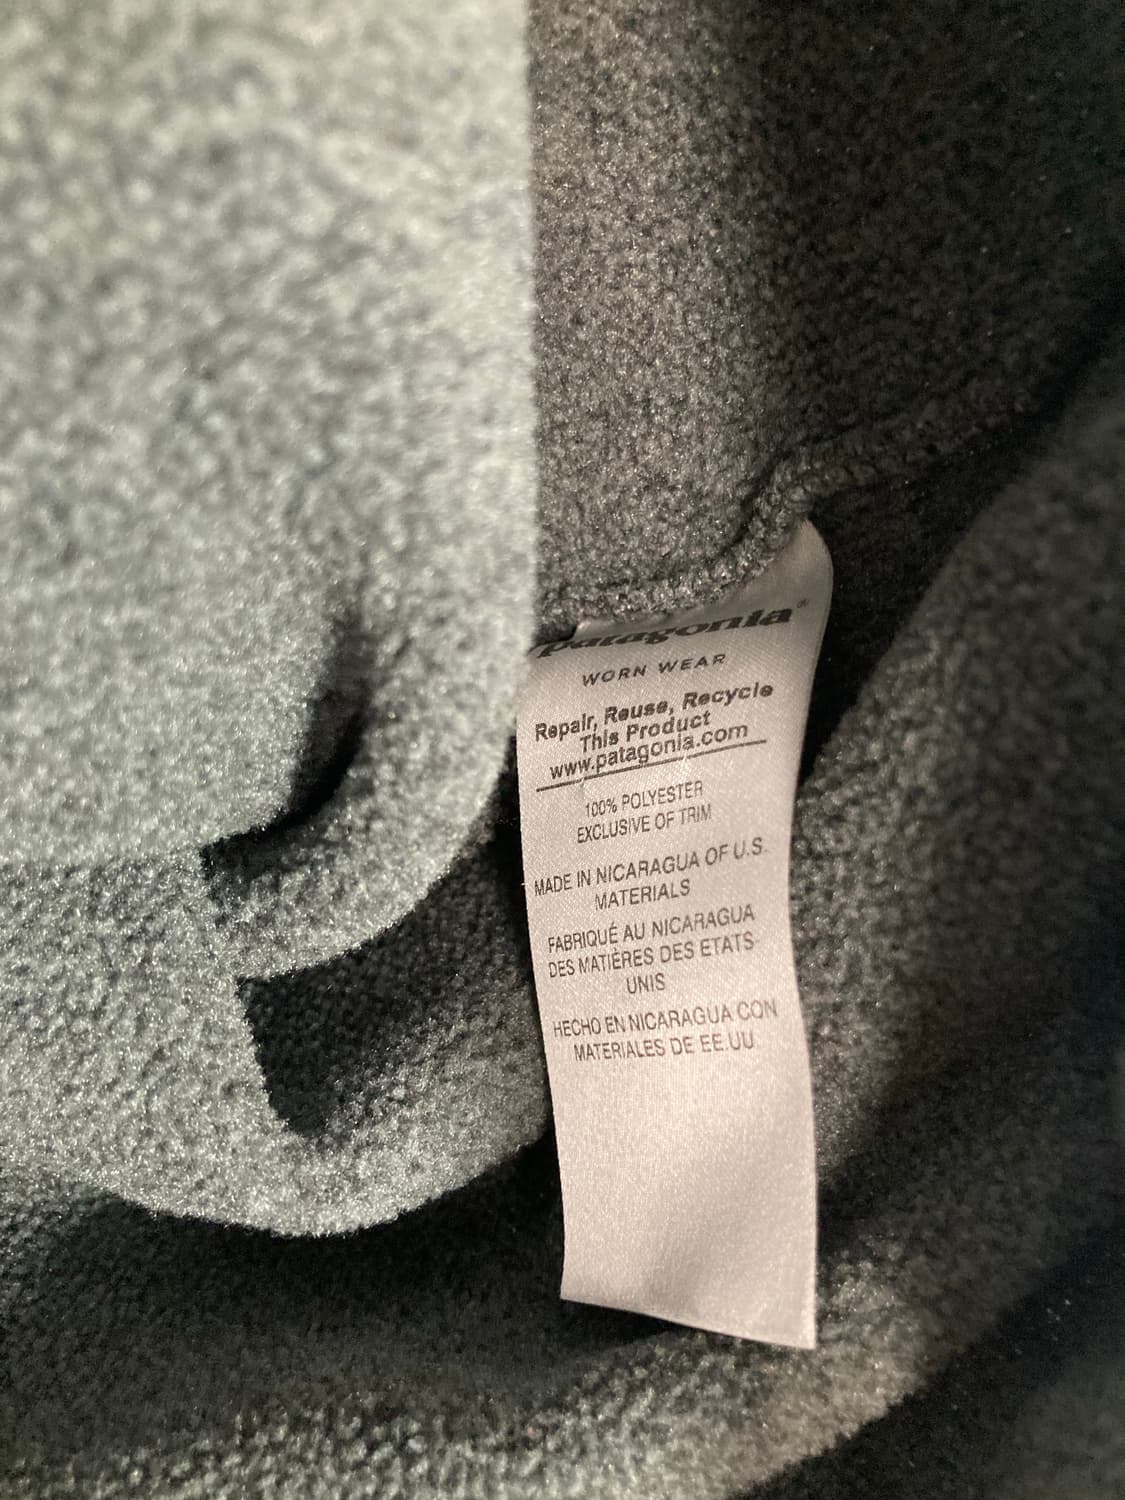 patagonia®
WORN WEAR
Repair, Reuse, Recycle
This Product
www.patagonia.com
100% POLYESTER
EXCLUSIVE OF TRIM
MADE IN NICARAGUA OF U.S.
MATERIALS
FABRIQUÉ AU NICARAGUA
DES MATIÈRES DES ETATS-
UNIS
HECHO EN NICARAGUA CON
MATERIALES DE EE.UU.